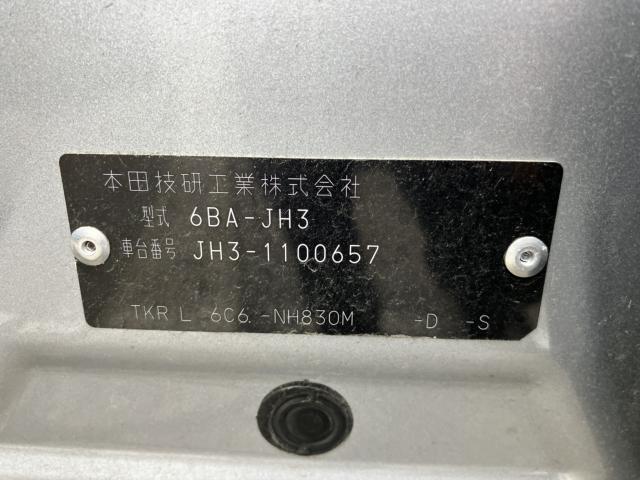 本田技研工業株式会社
型式 6BA-JH3
車台番号 JH3-1100657
TKR L 6C6. -NH830M -D -S